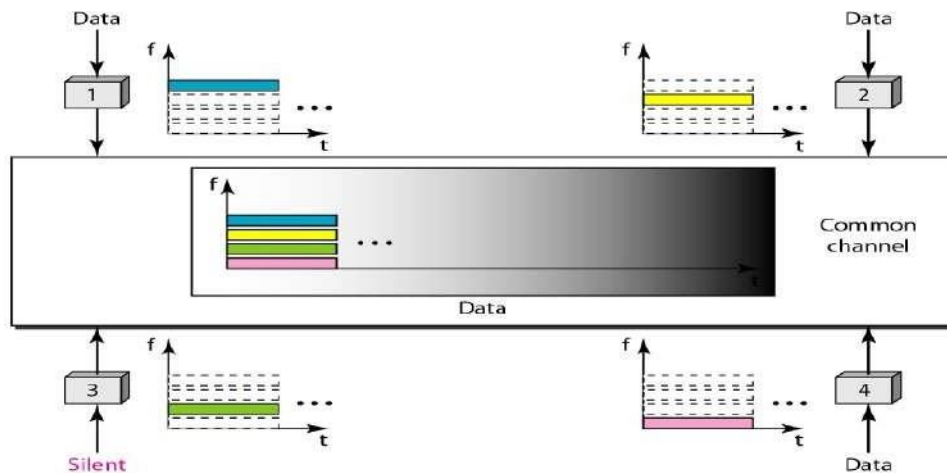 Data
Data
f
f
1
2
...
...
t
t
f
...
Common
channel
t
Data
f
f
3
4
...
...
t
t
Silent
Data